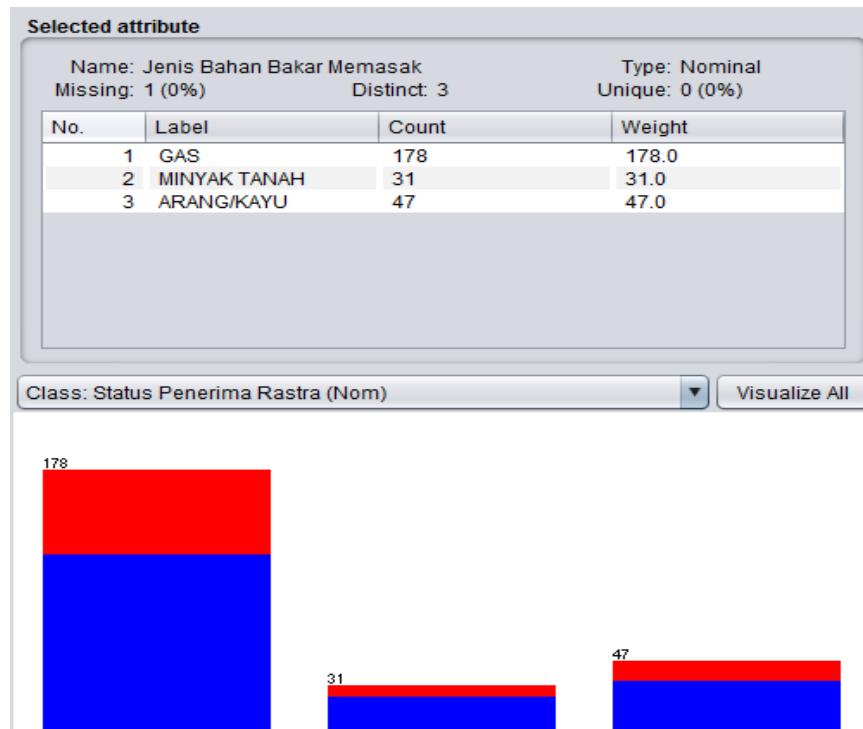 Selected attribute
Name: Jenis Bahan Bakar Memasak Type: Nominal
Missing: 1 (0%) Distinct: 3 Unique: 0 (0%)
No. Label Count Weight
1 GAS 178 178.0
2 MINYAK TANAH 31 31.0
3 ARANG/KAYU 47 47.0
Class: Status Penerima Rastra (Nom) Visualize All
178
31
47